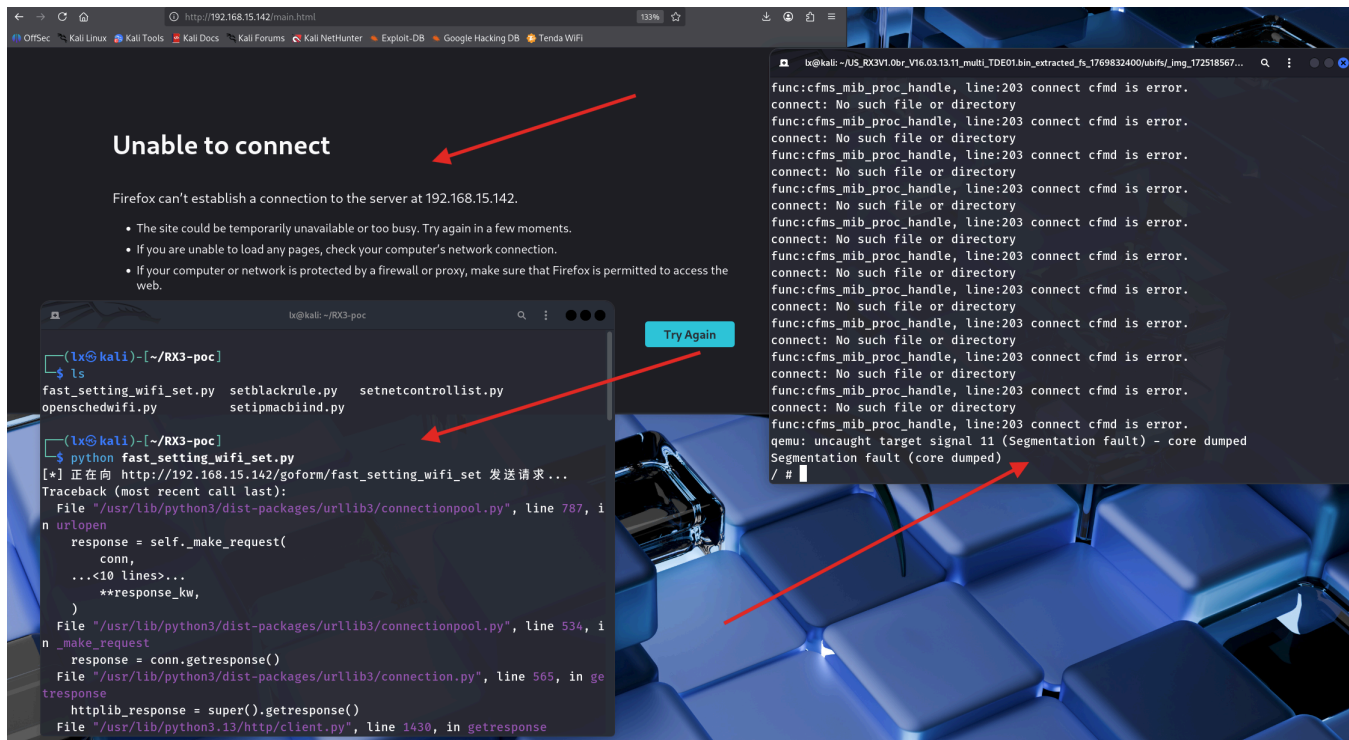 http://192.168.15.142/main.html
133%
OffSec Kali Linux Kali Tools Kali Docs Kali Forums Kali NetHunter Exploit-DB Google Hacking DB Tenda WiFi
Unable to connect
Firefox can't establish a connection to the server at 192.168.15.142.
• The site could be temporarily unavailable or too busy. Try again in a few moments.
• If you are unable to load any pages, check your computer's network connection.
• If your computer or network is protected by a firewall or proxy, make sure that Firefox is permitted to access the
web.
Try Again
lx@kali: ~/RX3-poc
┌──(lx㉿kali)-[~/RX3-poc]
└─$ ls
fast_setting_wifi_set.py setblackrule.py setnetcontrollist.py
openschedwifi.py setipmacbiind.py
┌──(lx㉿kali)-[~/RX3-poc]
└─$ python fast_setting_wifi_set.py
[*] 正在向 http://192.168.15.142/goform/fast_setting_wifi_set 发送请求...
Traceback (most recent call last):
File "/usr/lib/python3/dist-packages/urllib3/connectionpool.py", line 787, i
n urlopen
response = self._make_request(
conn,
...<10 lines>...
**response_kw,
)
File "/usr/lib/python3/dist-packages/urllib3/connectionpool.py", line 534, i
n _make_request
response = conn.getresponse()
File "/usr/lib/python3/dist-packages/urllib3/connection.py", line 565, in ge
tresponse
httplib_response = super().getresponse()
File "/usr/lib/python3.13/http/client.py", line 1430, in getresponse
lx@kali: ~/US_RX3V1.0br_V16.03.13.11_multi_TDE01.bin_extracted_fs_1769832400/ubifs/_img_172518567...
func:cfms_mib_proc_handle, line:203 connect cfmd is error.
connect: No such file or directory
func:cfms_mib_proc_handle, line:203 connect cfmd is error.
connect: No such file or directory
func:cfms_mib_proc_handle, line:203 connect cfmd is error.
connect: No such file or directory
func:cfms_mib_proc_handle, line:203 connect cfmd is error.
connect: No such file or directory
func:cfms_mib_proc_handle, line:203 connect cfmd is error.
connect: No such file or directory
func:cfms_mib_proc_handle, line:203 connect cfmd is error.
connect: No such file or directory
func:cfms_mib_proc_handle, line:203 connect cfmd is error.
connect: No such file or directory
func:cfms_mib_proc_handle, line:203 connect cfmd is error.
connect: No such file or directory
func:cfms_mib_proc_handle, line:203 connect cfmd is error.
connect: No such file or directory
func:cfms_mib_proc_handle, line:203 connect cfmd is error.
connect: No such file or directory
func:cfms_mib_proc_handle, line:203 connect cfmd is error.
qemu: uncaught target signal 11 (Segmentation fault) - core dumped
Segmentation fault (core dumped)
/ #